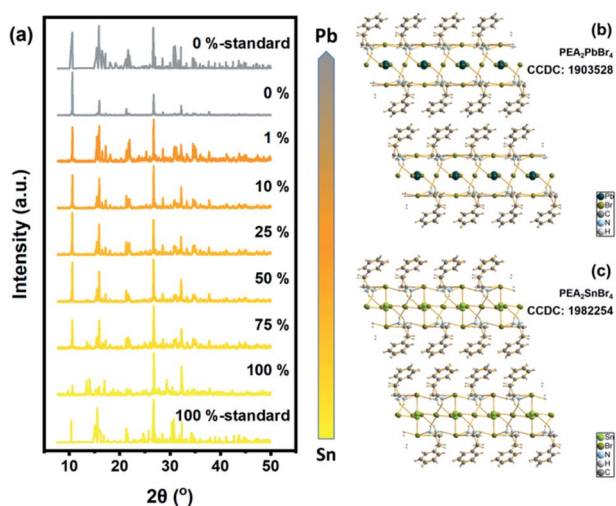 (a)
0 %-standard
0 %
1 %
10 %
25 %
50 %
75 %
100 %
100 %-standard
Intensity (a.u.)
10 20 30 40 50
2θ (°)
Pb
Sn
(b)
PEA₂PbBr₄
CCDC: 1903528
Pb
Br
C
N
H
(c)
PEA₂SnBr₄
CCDC: 1982254
Sn
Br
N
H
C